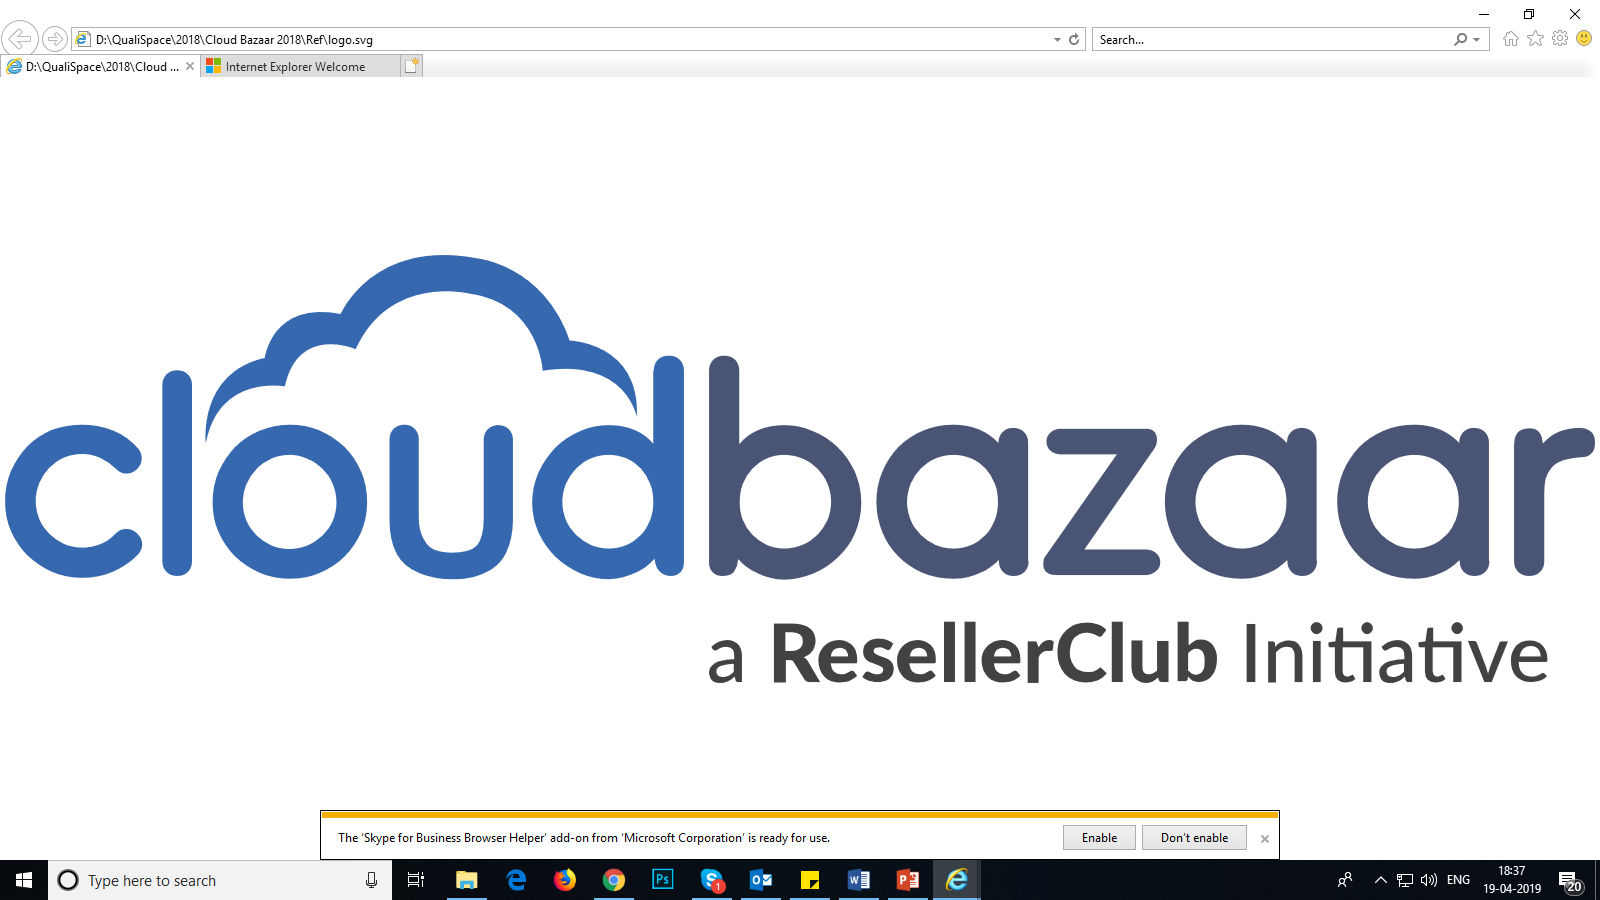 D:\QualiSpace\2018\Cloud Bazaar 2018\Ref\logo.svg
Search...
D:\QualiSpace\2018\Cloud ...
Internet Explorer Welcome
cloudbazaar
a ResellerClub Initiative
The ‘Skype for Business Browser Helper’ add-on from ‘Microsoft Corporation’ is ready for use.
Enable
Don’t enable
Type here to search
Ps
1
ENG
18:37
19-04-2019
20